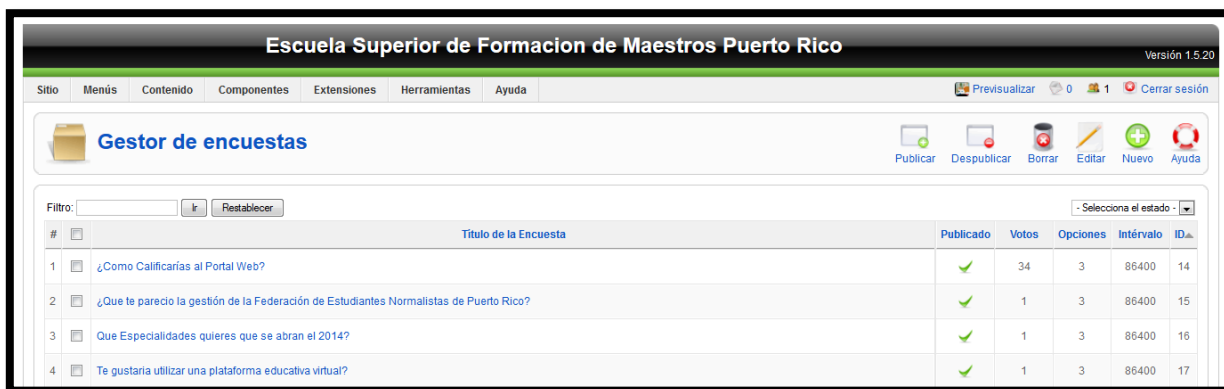 Escuela Superior de Formacion de Maestros Puerto Rico
Versión 1.5.20
Sitio Menús Contenido Componentes Extensiones Herramientas Ayuda Previsualizar 0 1 Cerrar sesión
Gestor de encuestas
Publicar Despublicar Borrar Editar Nuevo Ayuda
Filtro: Ir Restablecer - Selecciona el estado -
# Título de la Encuesta Publicado Votos Opciones Intérvalo ID
1 ¿Como Calificarías al Portal Web? 34 3 86400 14
2 ¿Que te parecio la gestión de la Federación de Estudiantes Normalistas de Puerto Rico? 1 3 86400 15
3 Que Especialidades quieres que se abran el 2014? 1 3 86400 16
4 Te gustaria utilizar una plataforma educativa virtual? 1 3 86400 17